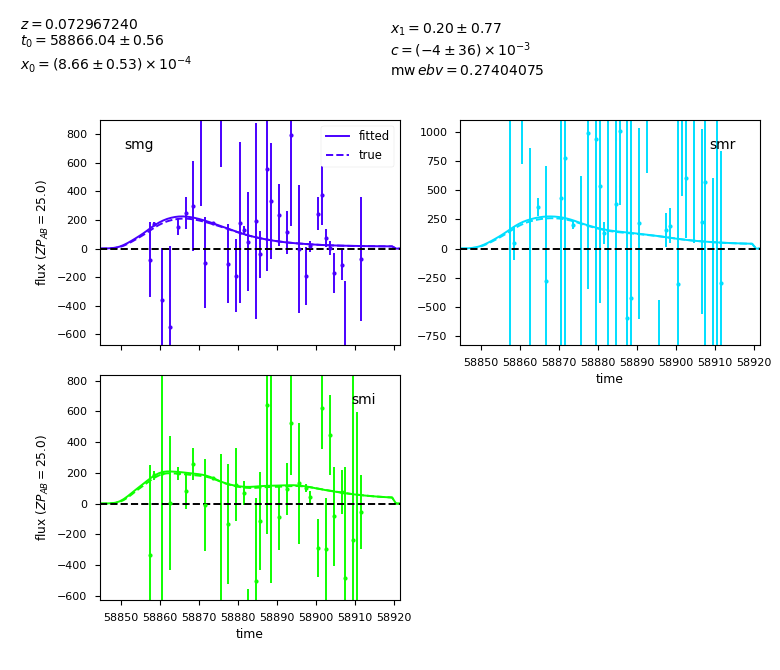 z = 0.072967240
t₀ = 58866.04 ± 0.56
x₀ = (8.66 ± 0.53) × 10⁻⁴
x₁ = 0.20 ± 0.77
c = (−4 ± 36) × 10⁻³
mw ebv = 0.27404075
smg
fitted
true
800
600
400
200
0
−200
−400
−600
flux (ZP_AB = 25.0)
smr
1000
750
500
250
0
−250
−500
−750
58850 58860 58870 58880 58890 58900 58910 58920
time
smi
800
600
400
200
0
−200
−400
−600
flux (ZP_AB = 25.0)
58850 58860 58870 58880 58890 58900 58910 58920
time